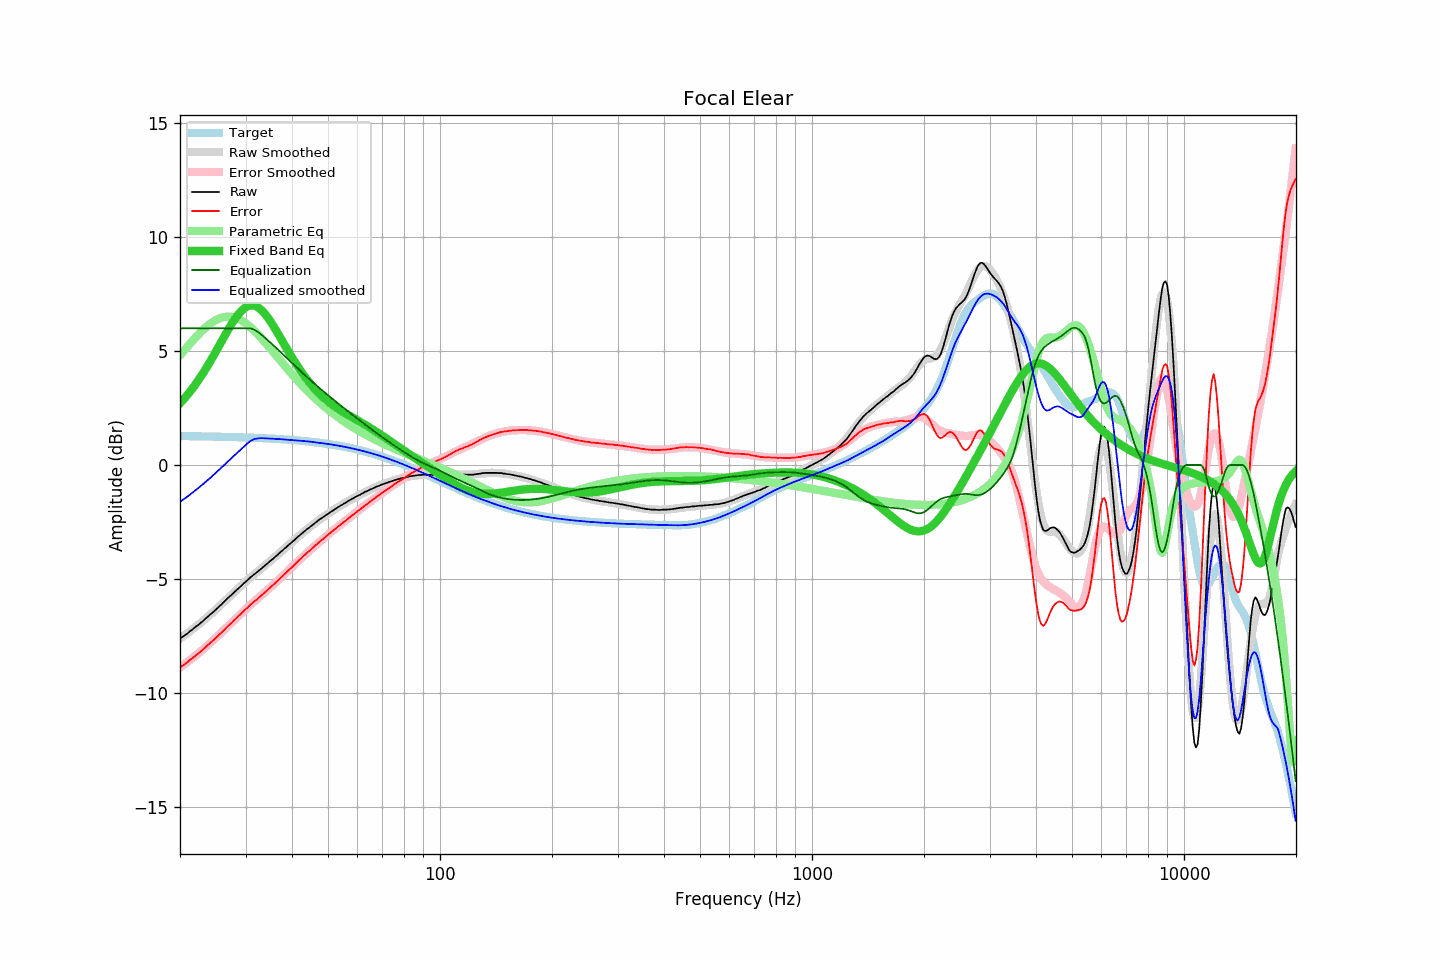 Focal Elear
15
10
5
0
−5
−10
−15
Amplitude (dBr)
Target
Raw Smoothed
Error Smoothed
Raw
Error
Parametric Eq
Fixed Band Eq
Equalization
Equalized smoothed
100
1000
10000
Frequency (Hz)